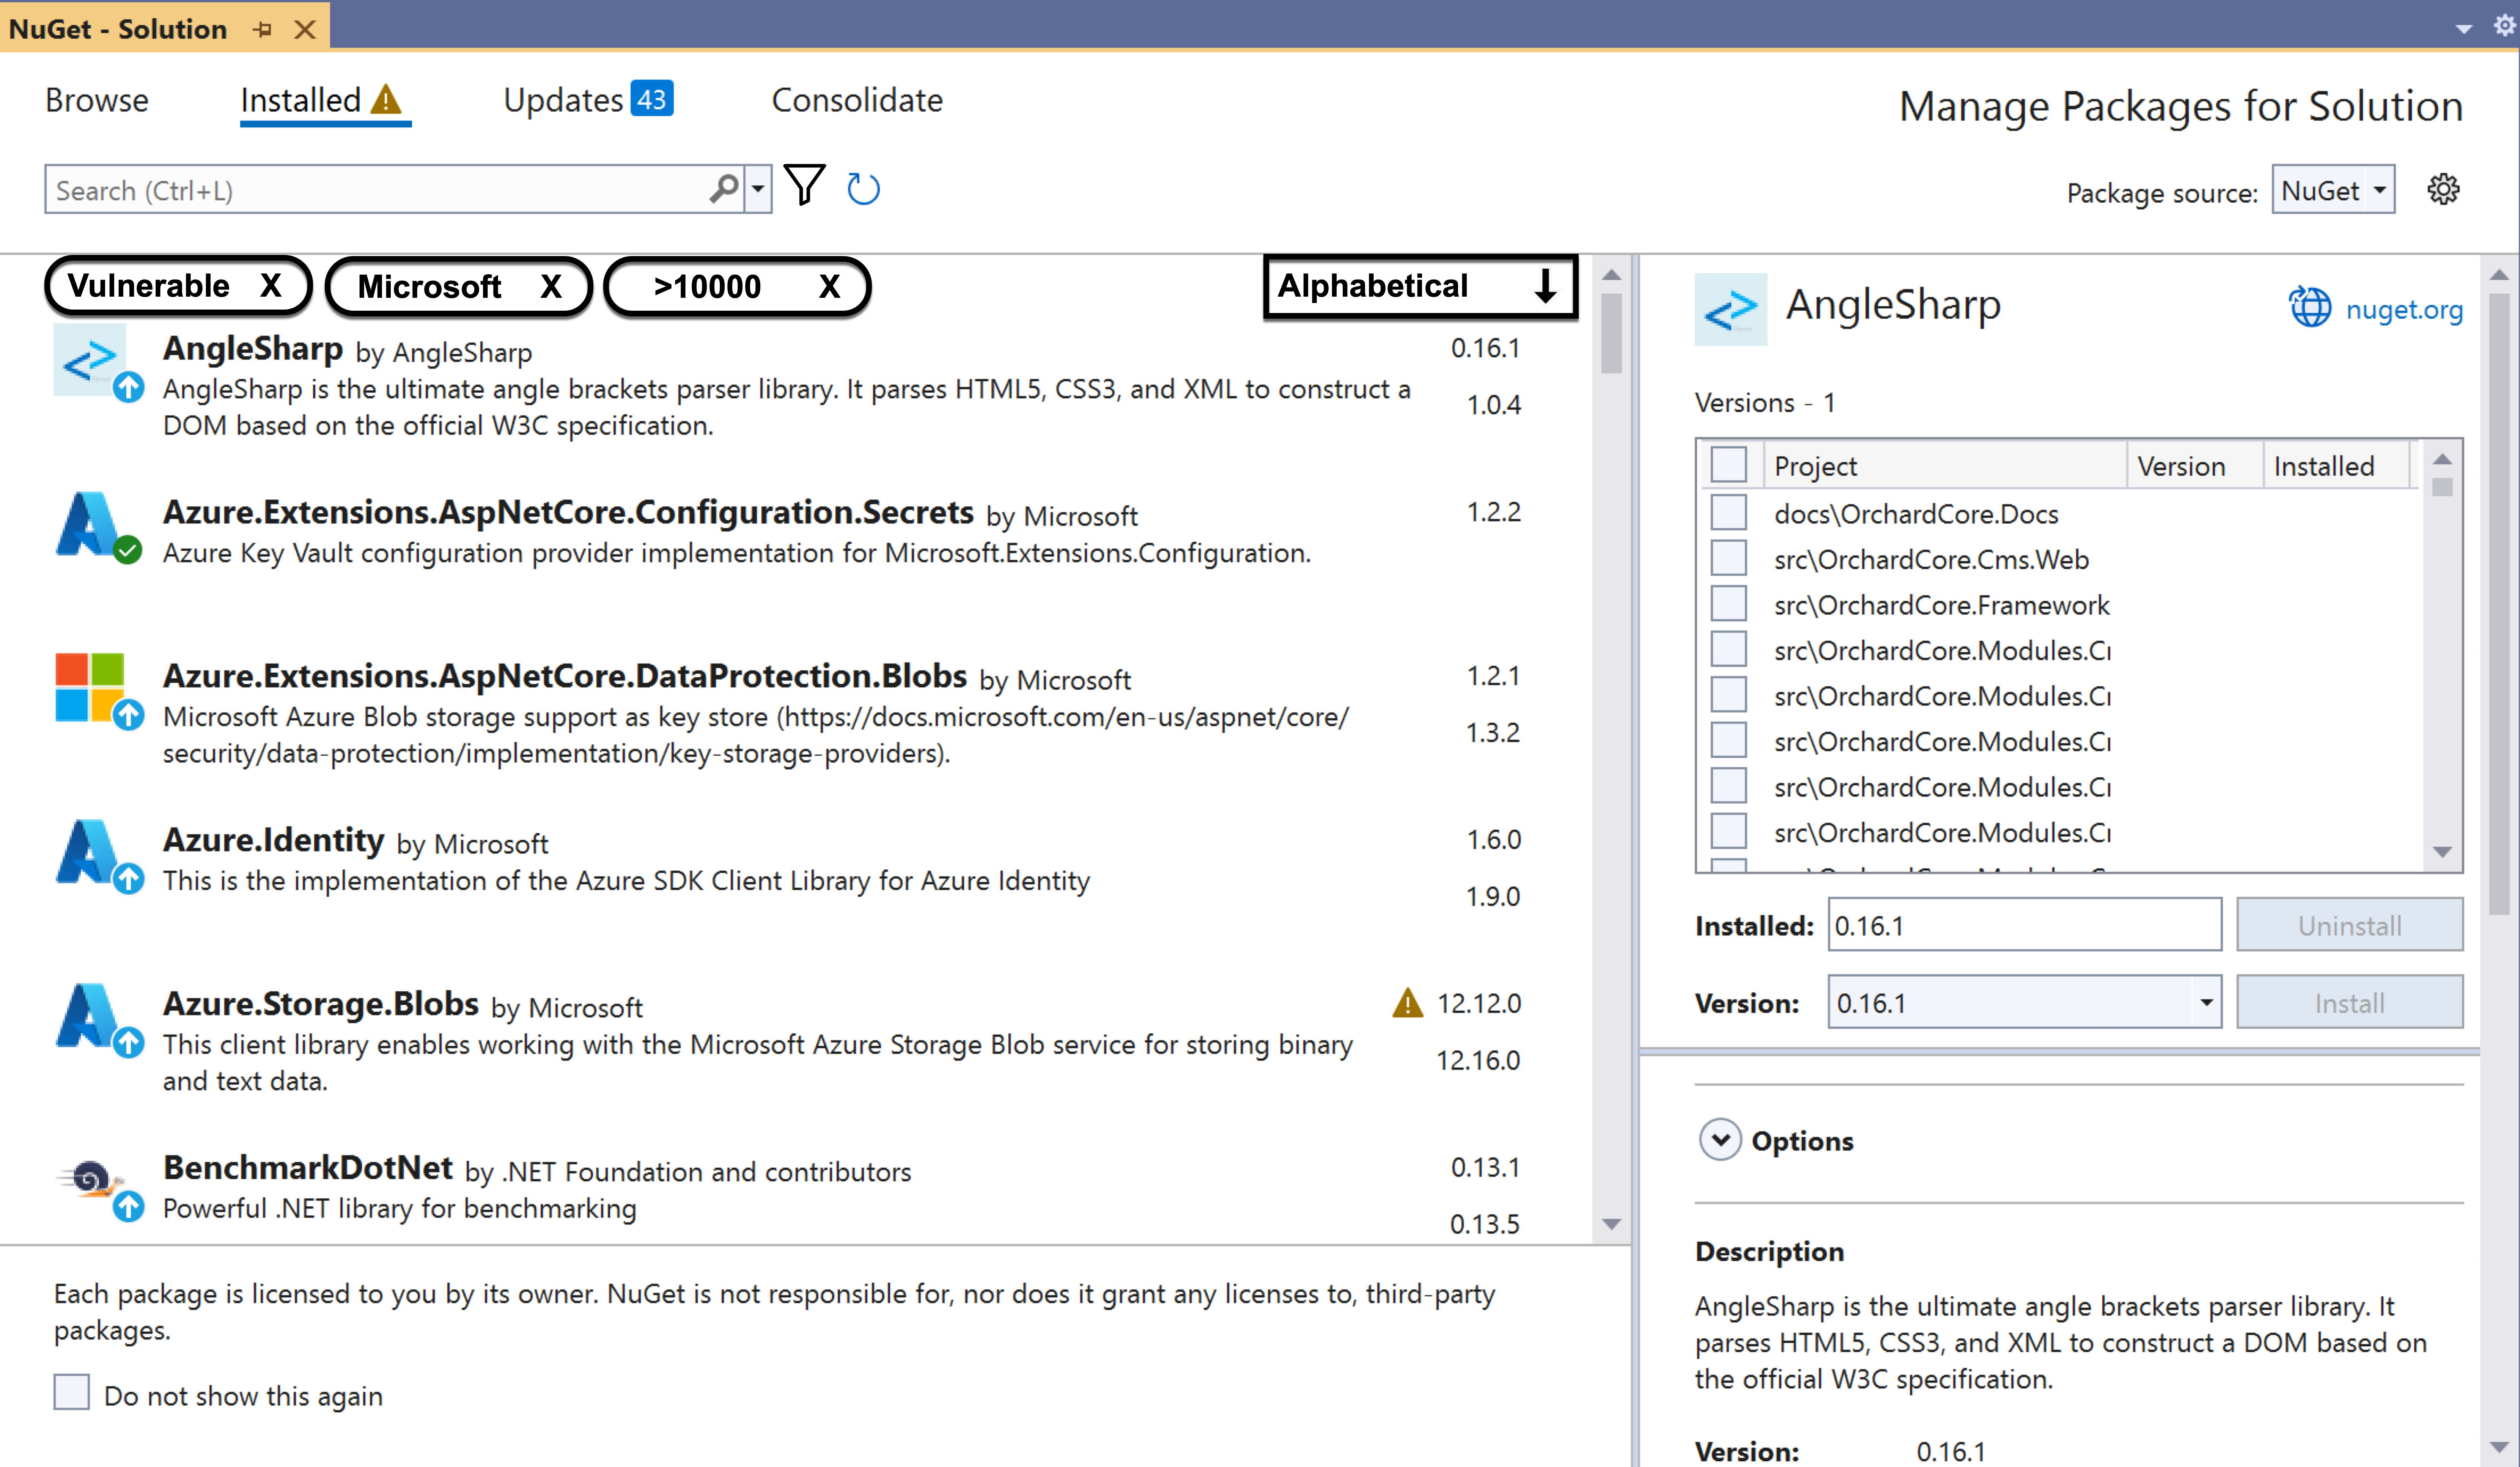 NuGet - Solution
Browse Installed Updates 43 Consolidate
Manage Packages for Solution
Search (Ctrl+L)
Package source: NuGet
Vulnerable X Microsoft X >10000 X
Alphabetical
AngleSharp by AngleSharp 0.16.1
AngleSharp is the ultimate angle brackets parser library. It parses HTML5, CSS3, and XML to construct a
DOM based on the official W3C specification.
1.0.4
Azure.Extensions.AspNetCore.Configuration.Secrets by Microsoft 1.2.2
Azure Key Vault configuration provider implementation for Microsoft.Extensions.Configuration.
Azure.Extensions.AspNetCore.DataProtection.Blobs by Microsoft 1.2.1
Microsoft Azure Blob storage support as key store (https://docs.microsoft.com/en-us/aspnet/core/
security/data-protection/implementation/key-storage-providers).
1.3.2
Azure.Identity by Microsoft 1.6.0
This is the implementation of the Azure SDK Client Library for Azure Identity
1.9.0
Azure.Storage.Blobs by Microsoft 12.12.0
This client library enables working with the Microsoft Azure Storage Blob service for storing binary
and text data.
12.16.0
BenchmarkDotNet by .NET Foundation and contributors 0.13.1
Powerful .NET library for benchmarking
0.13.5
Each package is licensed to you by its owner. NuGet is not responsible for, nor does it grant any licenses to, third-party
packages.
Do not show this again
AngleSharp
nuget.org
Versions - 1
Project Version Installed
docs\OrchardCore.Docs
src\OrchardCore.Cms.Web
src\OrchardCore.Framework
src\OrchardCore.Modules.C
src\OrchardCore.Modules.C
src\OrchardCore.Modules.C
src\OrchardCore.Modules.C
src\OrchardCore.Modules.C
Installed: 0.16.1 Uninstall
Version: 0.16.1 Install
Options
Description
AngleSharp is the ultimate angle brackets parser library. It
parses HTML5, CSS3, and XML to construct a DOM based on
the official W3C specification.
Version: 0.16.1